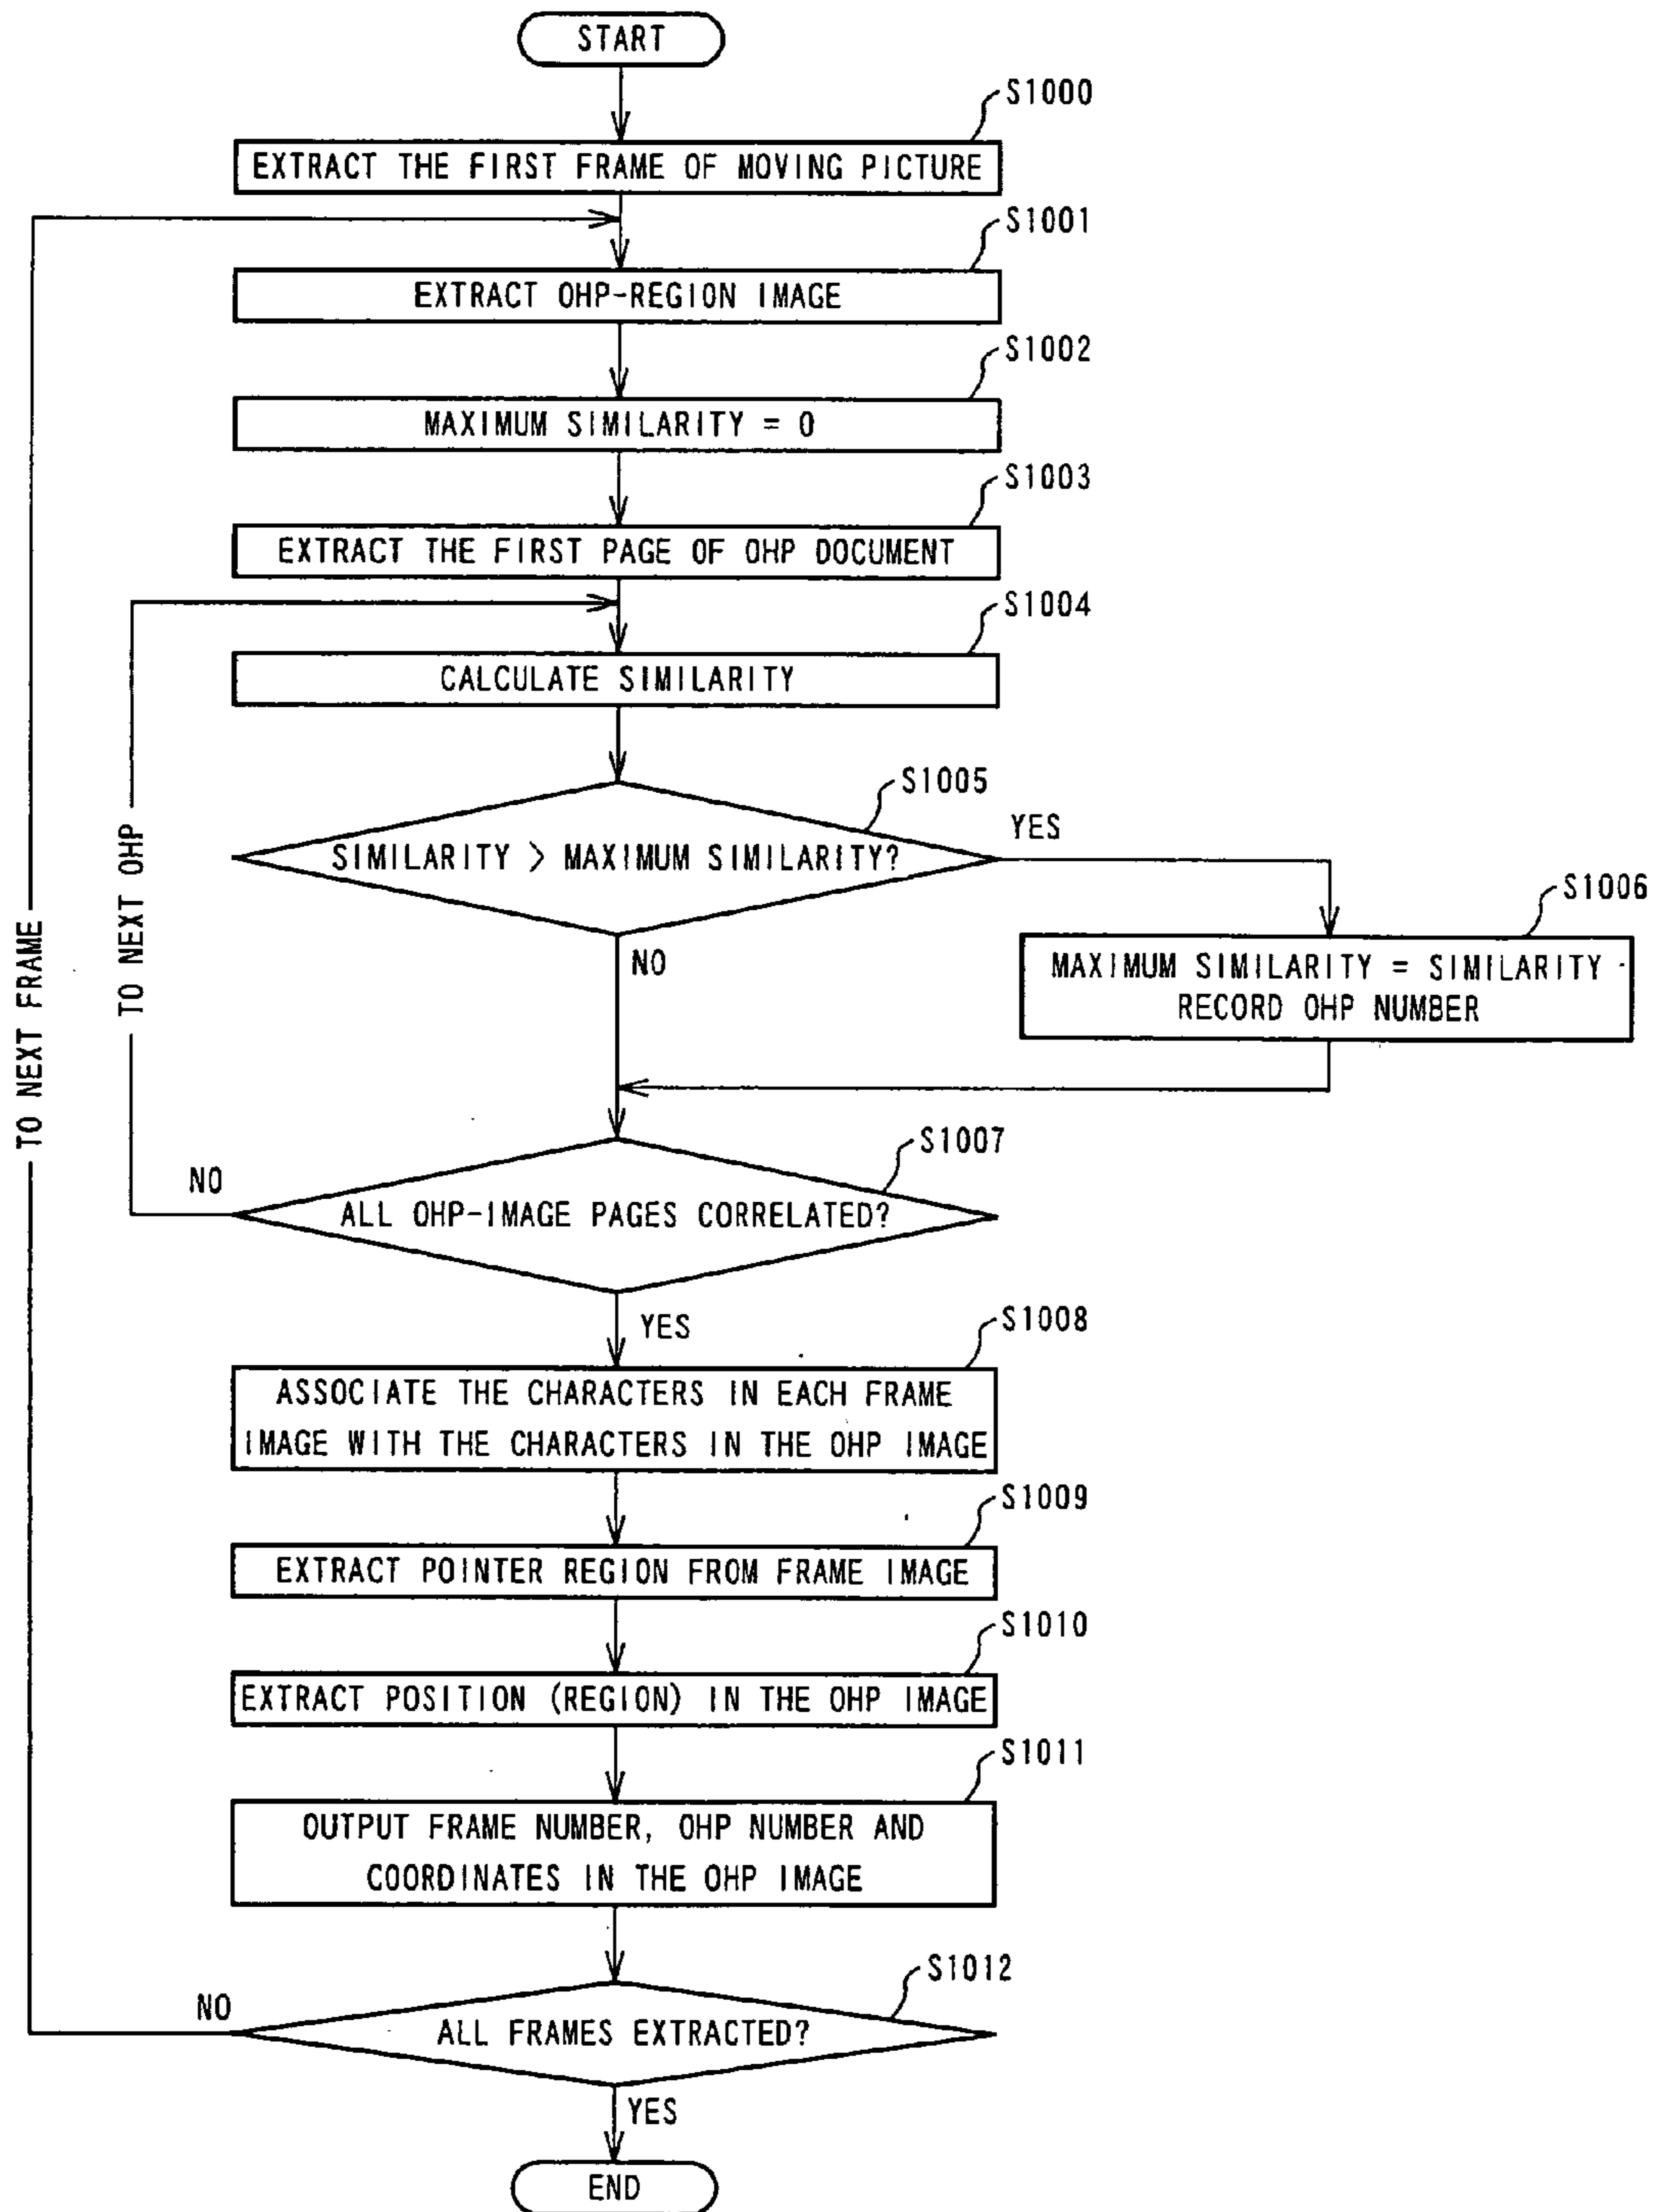 START
S1000
EXTRACT THE FIRST FRAME OF MOVING PICTURE
S1001
EXTRACT OHP-REGION IMAGE
S1002
MAXIMUM SIMILARITY = 0
S1003
EXTRACT THE FIRST PAGE OF OHP DOCUMENT
S1004
CALCULATE SIMILARITY
S1005
SIMILARITY > MAXIMUM SIMILARITY?
YES
S1006
MAXIMUM SIMILARITY = SIMILARITY
RECORD OHP NUMBER
NO
TO NEXT OHP
TO NEXT FRAME
S1007
ALL OHP-IMAGE PAGES CORRELATED?
NO
YES
S1008
ASSOCIATE THE CHARACTERS IN EACH FRAME
IMAGE WITH THE CHARACTERS IN THE OHP IMAGE
S1009
EXTRACT POINTER REGION FROM FRAME IMAGE
S1010
EXTRACT POSITION (REGION) IN THE OHP IMAGE
S1011
OUTPUT FRAME NUMBER, OHP NUMBER AND
COORDINATES IN THE OHP IMAGE
S1012
ALL FRAMES EXTRACTED?
NO
YES
END